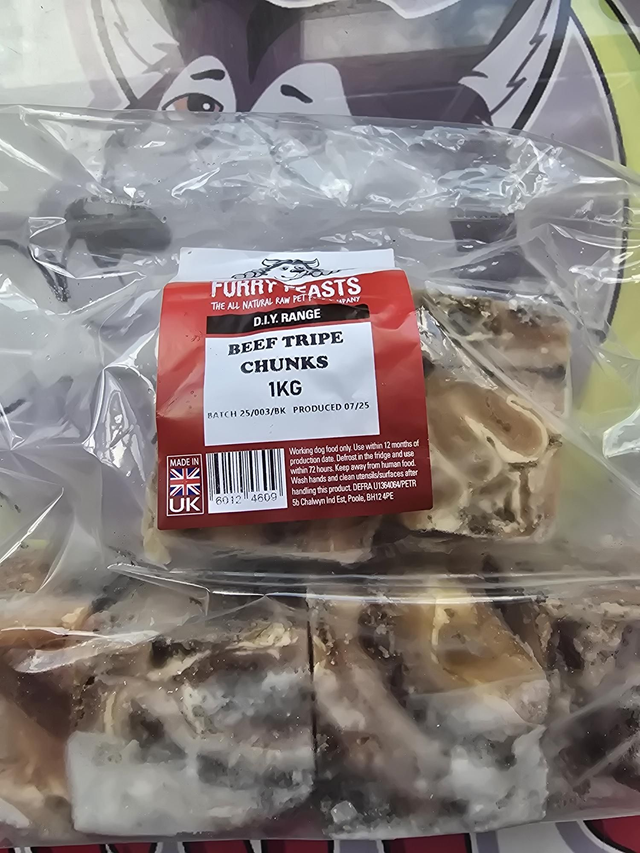 FURRY FEASTS
THE ALL NATURAL RAW PET
D.I.Y. RANGE
BEEF TRIPE
CHUNKS
1KG
BATCH 25/003/BK PRODUCED 07/25
MADE IN
UK
6012 4609
Working dog food only. Use within 12 months of
production date. Defrost in the fridge and use
within 72 hours. Keep away from human food.
Wash hands and clean utensils/surfaces after
handling this product. DEFRA U1364064/PETR
5b Chalwyn Ind Est, Poole, BH12 4PE